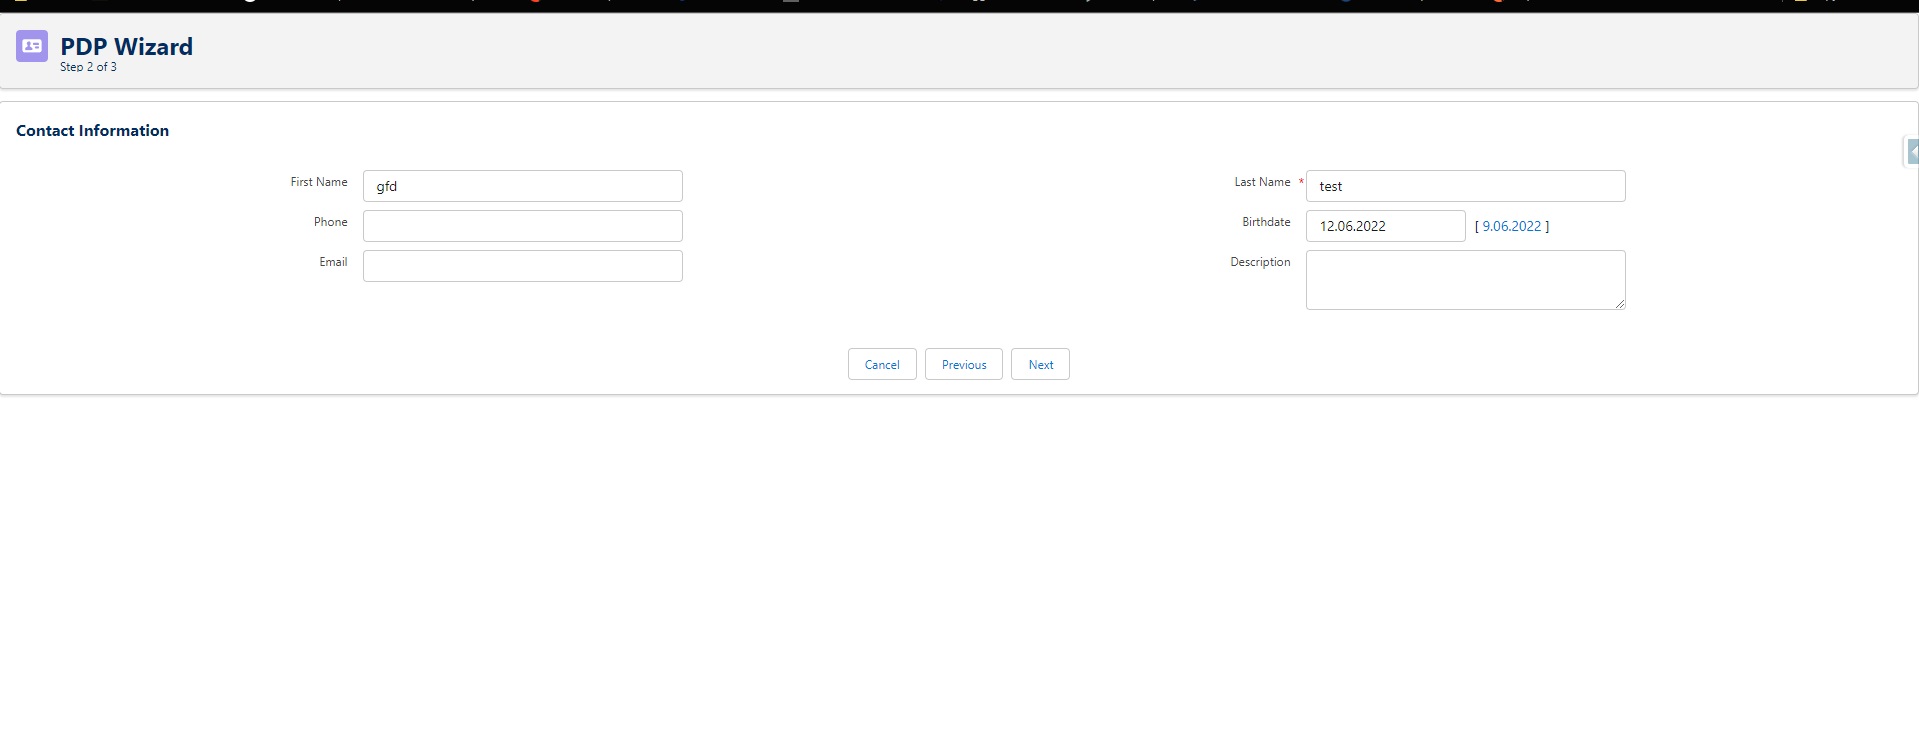 PDP Wizard
Step 2 of 3
Contact Information
First Name gfd Last Name * test
Phone Birthdate 12.06.2022 [ 9.06.2022 ]
Email Description
Cancel Previous Next